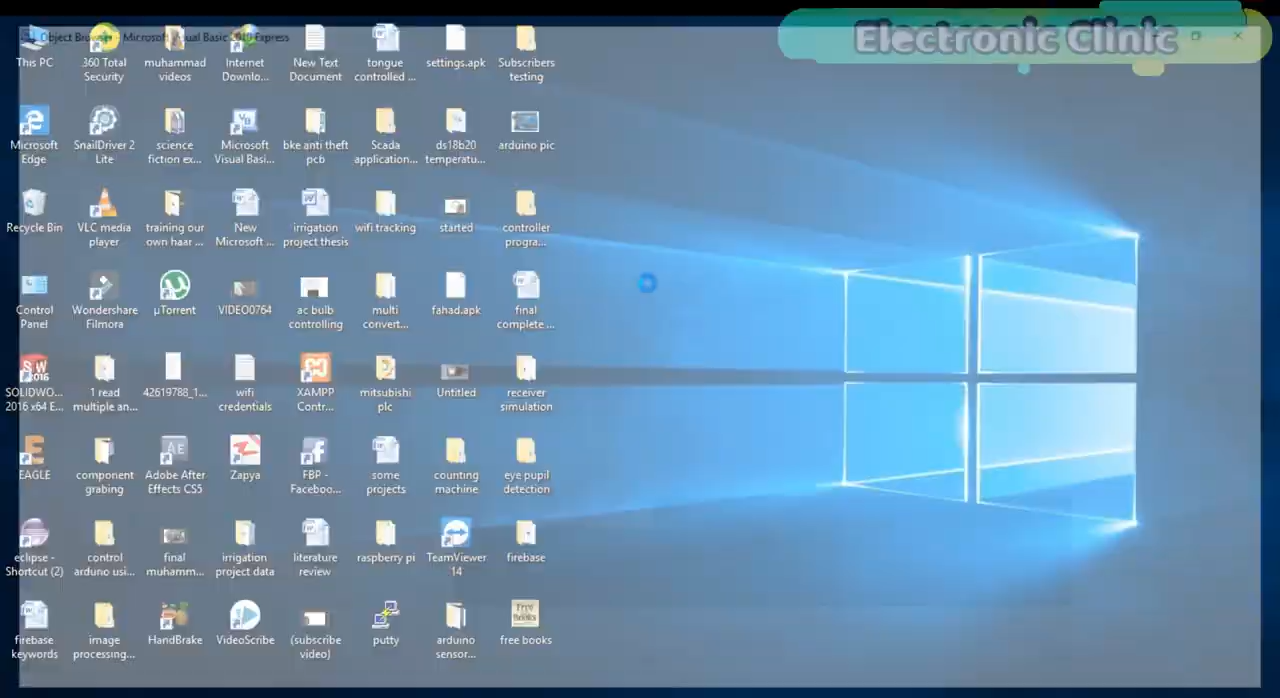 Object Browser - Microsoft Visual Basic 2010 Express
Electronic Clinic
This PC
360 Total
Security
muhammad
videos
Internet
Downlo...
New Text
Document
tongue
controlled ...
settings.apk
Subscribers
testing
Microsoft
Edge
SnailDriver 2
Lite
science
fiction ex...
Microsoft
Visual Basi...
bke anti theft
pcb
Scada
application...
ds18b20
temperatu...
arduino pic
Recycle Bin
VLC media
player
training our
own haar ...
New
Microsoft ...
irrigation
project thesis
wifi tracking
started
controller
progra...
Control
Panel
Wondershare
Filmora
µTorrent
VIDEO0764
ac bulb
controlling
multi
convert...
fahad.apk
final
complete ...
SOLIDWO...
2016 x64 E...
1 read
multiple an...
42619788_1...
wifi
credentials
XAMPP
Contr...
mitsubishi
plc
Untitled
receiver
simulation
EAGLE
component
grabing
Adobe After
Effects CS5
Zapya
FBP -
Faceboo...
some
projects
counting
machine
eye pupil
detection
eclipse -
Shortcut (2)
control
arduno usi...
final
muhamm...
irrigation
project data
literature
review
raspberry pi
TeamViewer
14
firebase
firebase
keywords
image
processing...
HandBrake
VideoScribe
(subscribe
video)
putty
arduino
sensor...
free books